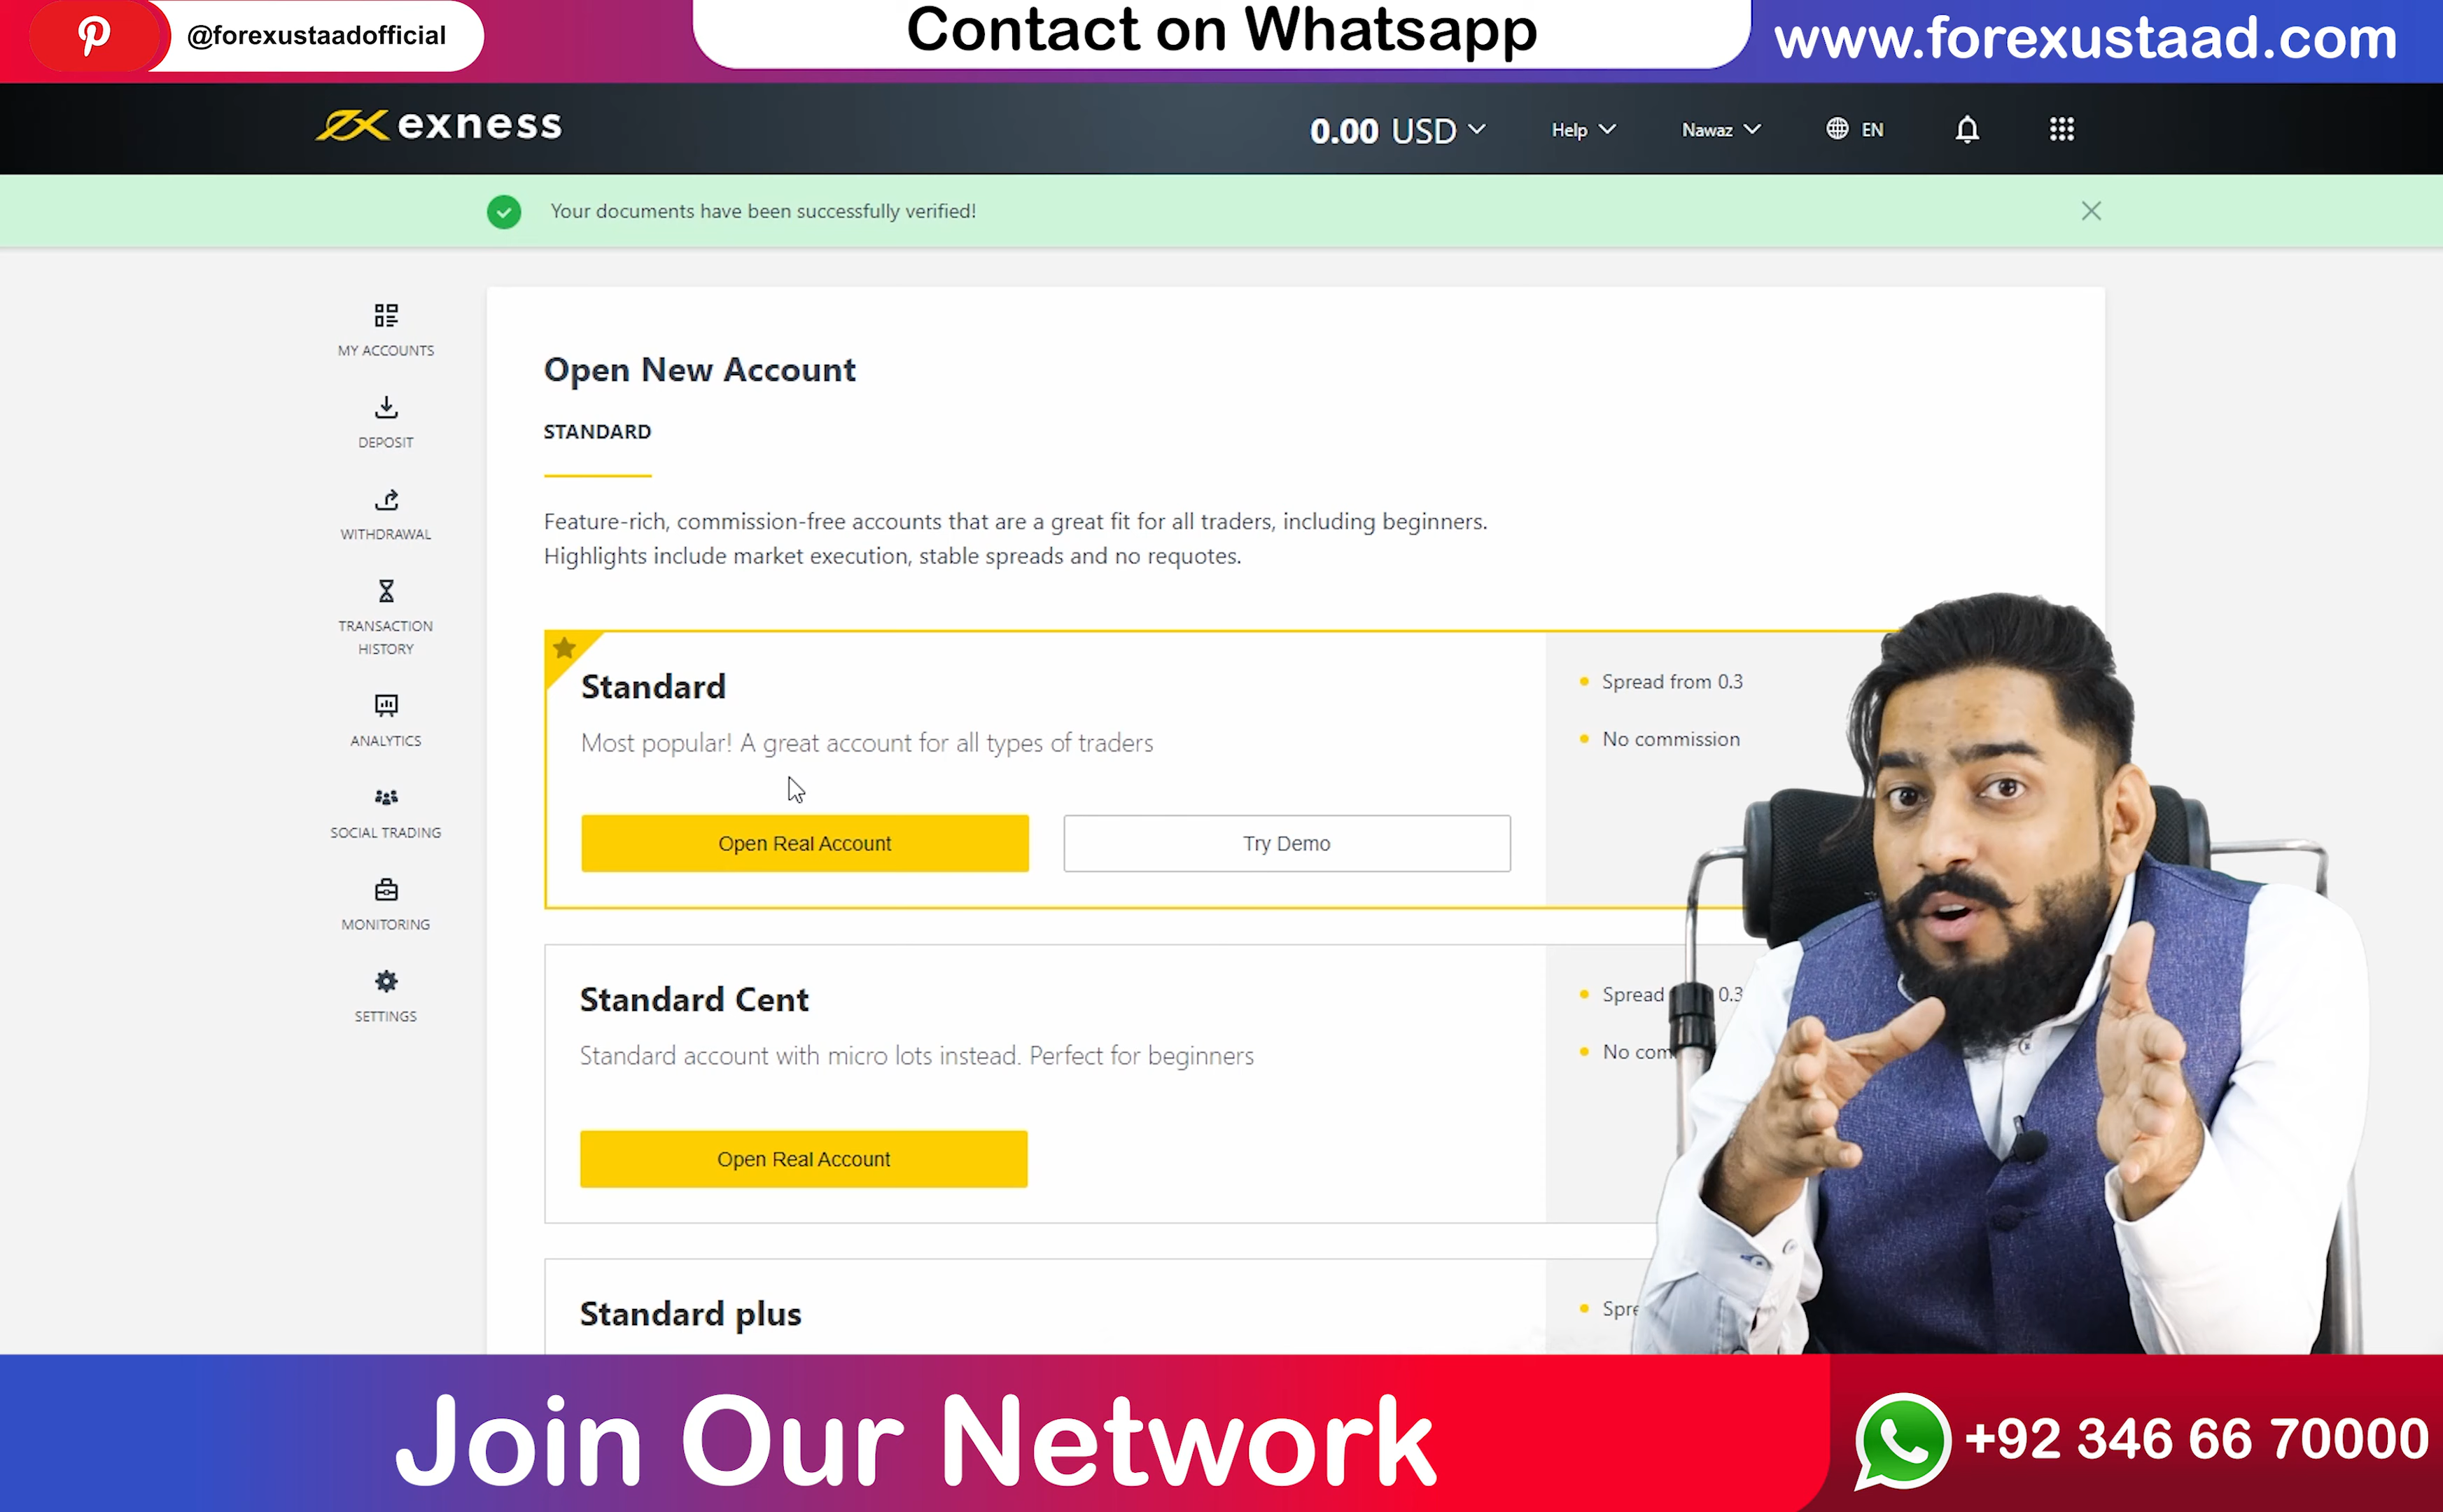 @forexustaadofficial
Contact on Whatsapp
www.forexustaad.com
exness
0.00 USD
Help
Nawaz
EN
Your documents have been successfully verified!
MY ACCOUNTS
DEPOSIT
WITHDRAWAL
TRANSACTION
HISTORY
ANALYTICS
SOCIAL TRADING
MONITORING
SETTINGS
Open New Account
STANDARD
Feature-rich, commission-free accounts that are a great fit for all traders, including beginners.
Highlights include market execution, stable spreads and no requotes.
Standard
Most popular! A great account for all types of traders
Open Real Account
Try Demo
Spread from 0.3
No commission
Standard Cent
Standard account with micro lots instead. Perfect for beginners
Open Real Account
Spread 0.3
No
Standard plus
Join Our Network
+92 346 66 70000